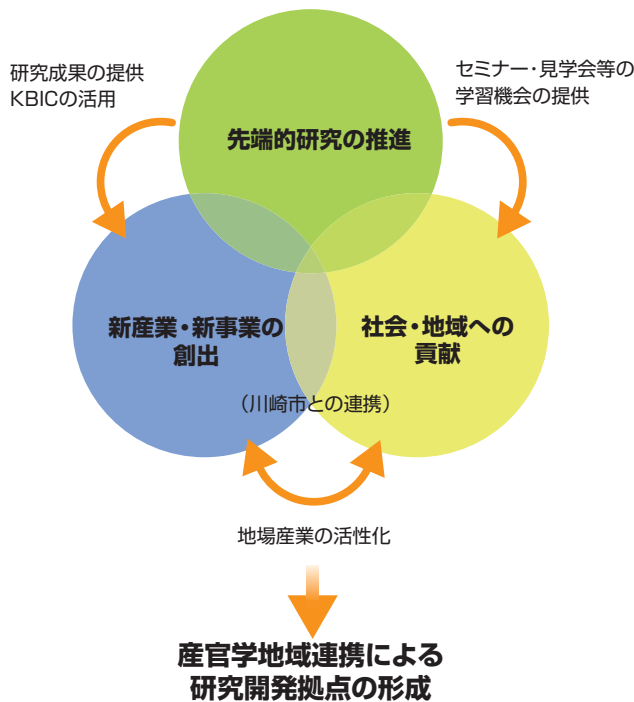 研究成果の提供
KBICの活用
セミナー・見学会等の
学習機会の提供
先端的研究の推進
新産業・新事業の
創出
社会・地域への
貢献
（川崎市との連携）
地場産業の活性化
産官学地域連携による
研究開発拠点の形成